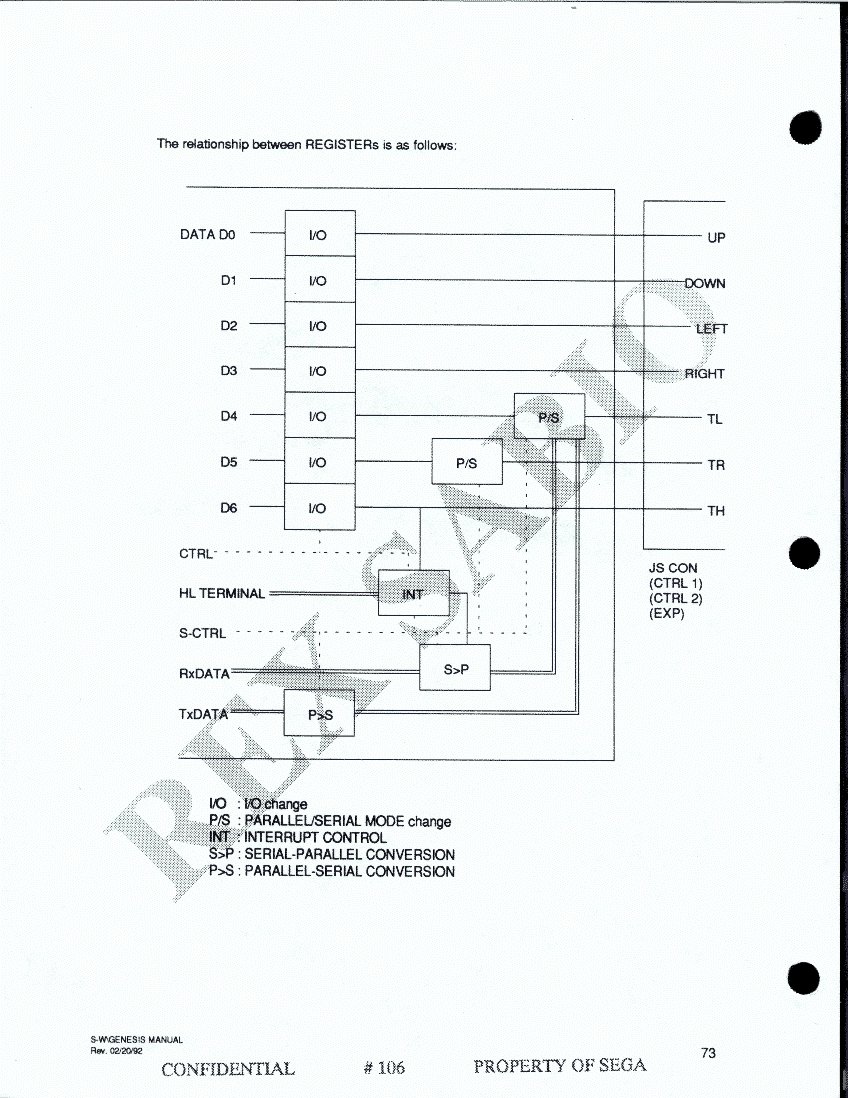 The relationship between REGISTERs is as follows:
DATA D0 I/O UP
D1 I/O DOWN
D2 I/O LEFT
D3 I/O RIGHT
D4 I/O P/S TL
D5 I/O P/S TR
D6 I/O TH
CTRL
JS CON
(CTRL 1)
(CTRL 2)
(EXP)
HL TERMINAL INT
S-CTRL
RxDATA S>P
TxDATA P>S
I/O : I/O change
P/S : PARALLEL/SERIAL MODE change
INT : INTERRUPT CONTROL
S>P : SERIAL-PARALLEL CONVERSION
P>S : PARALLEL-SERIAL CONVERSION
REX SABIO
S-W\GENESIS MANUAL
Rev. 02/20/92
73
CONFIDENTIAL # 106 PROPERTY OF SEGA